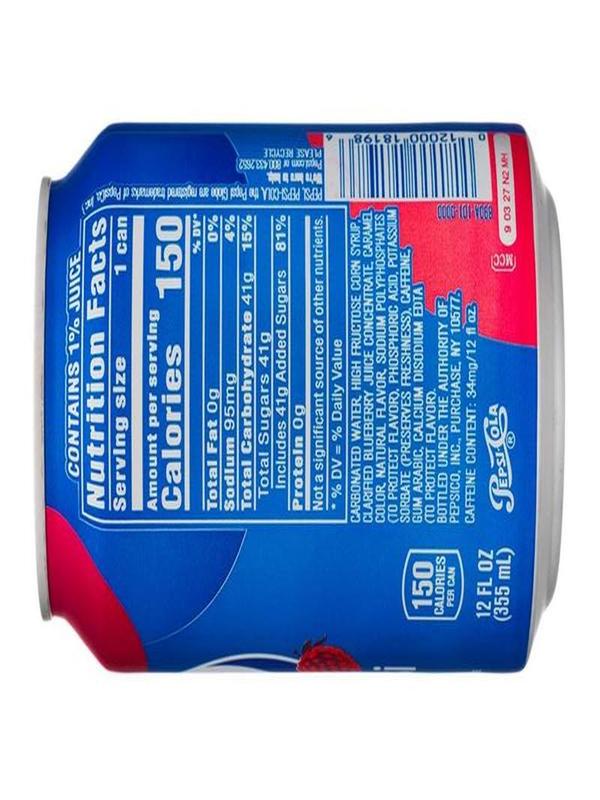 CONTAINS 1% JUICE
Nutrition Facts
Serving size 1 can
Amount per serving
Calories 150
% DV*
Total Fat 0g 0%
Sodium 95mg 4%
Total Carbohydrate 41g 15%
Total Sugars 41g
Includes 41g Added Sugars 81%
Protein 0g
Not a significant source of other nutrients.
* % DV = % Daily Value
CARBONATED WATER, HIGH FRUCTOSE CORN SYRUP,
CLARIFIED BLUEBERRY JUICE CONCENTRATE, CARAMEL
COLOR, NATURAL FLAVOR, SODIUM POLYPHOSPHATES
(TO PROTECT FLAVOR), PHOSPHORIC ACID, POTASSIUM
SORBATE (PRESERVES FRESHNESS), CAFFEINE,
GUM ARABIC, CALCIUM DISODIUM EDTA
(TO PROTECT FLAVOR).
BOTTLED UNDER THE AUTHORITY OF
PEPSICO, INC., PURCHASE, NY 10577.
CAFFEINE CONTENT: 34mg/12 fl oz
PEPSI-COLA ®
150
CALORIES
PER CAN
12 FL OZ
(355 mL)
PEPSI, PEPSI-COLA, the Pepsi Globe are registered trademarks of PepsiCo, Inc.
We're here to help.
Pepsi.com or 800.433.2652
PLEASE RECYCLE
0 12000 18198
9 03 27 N2 MH
MCC